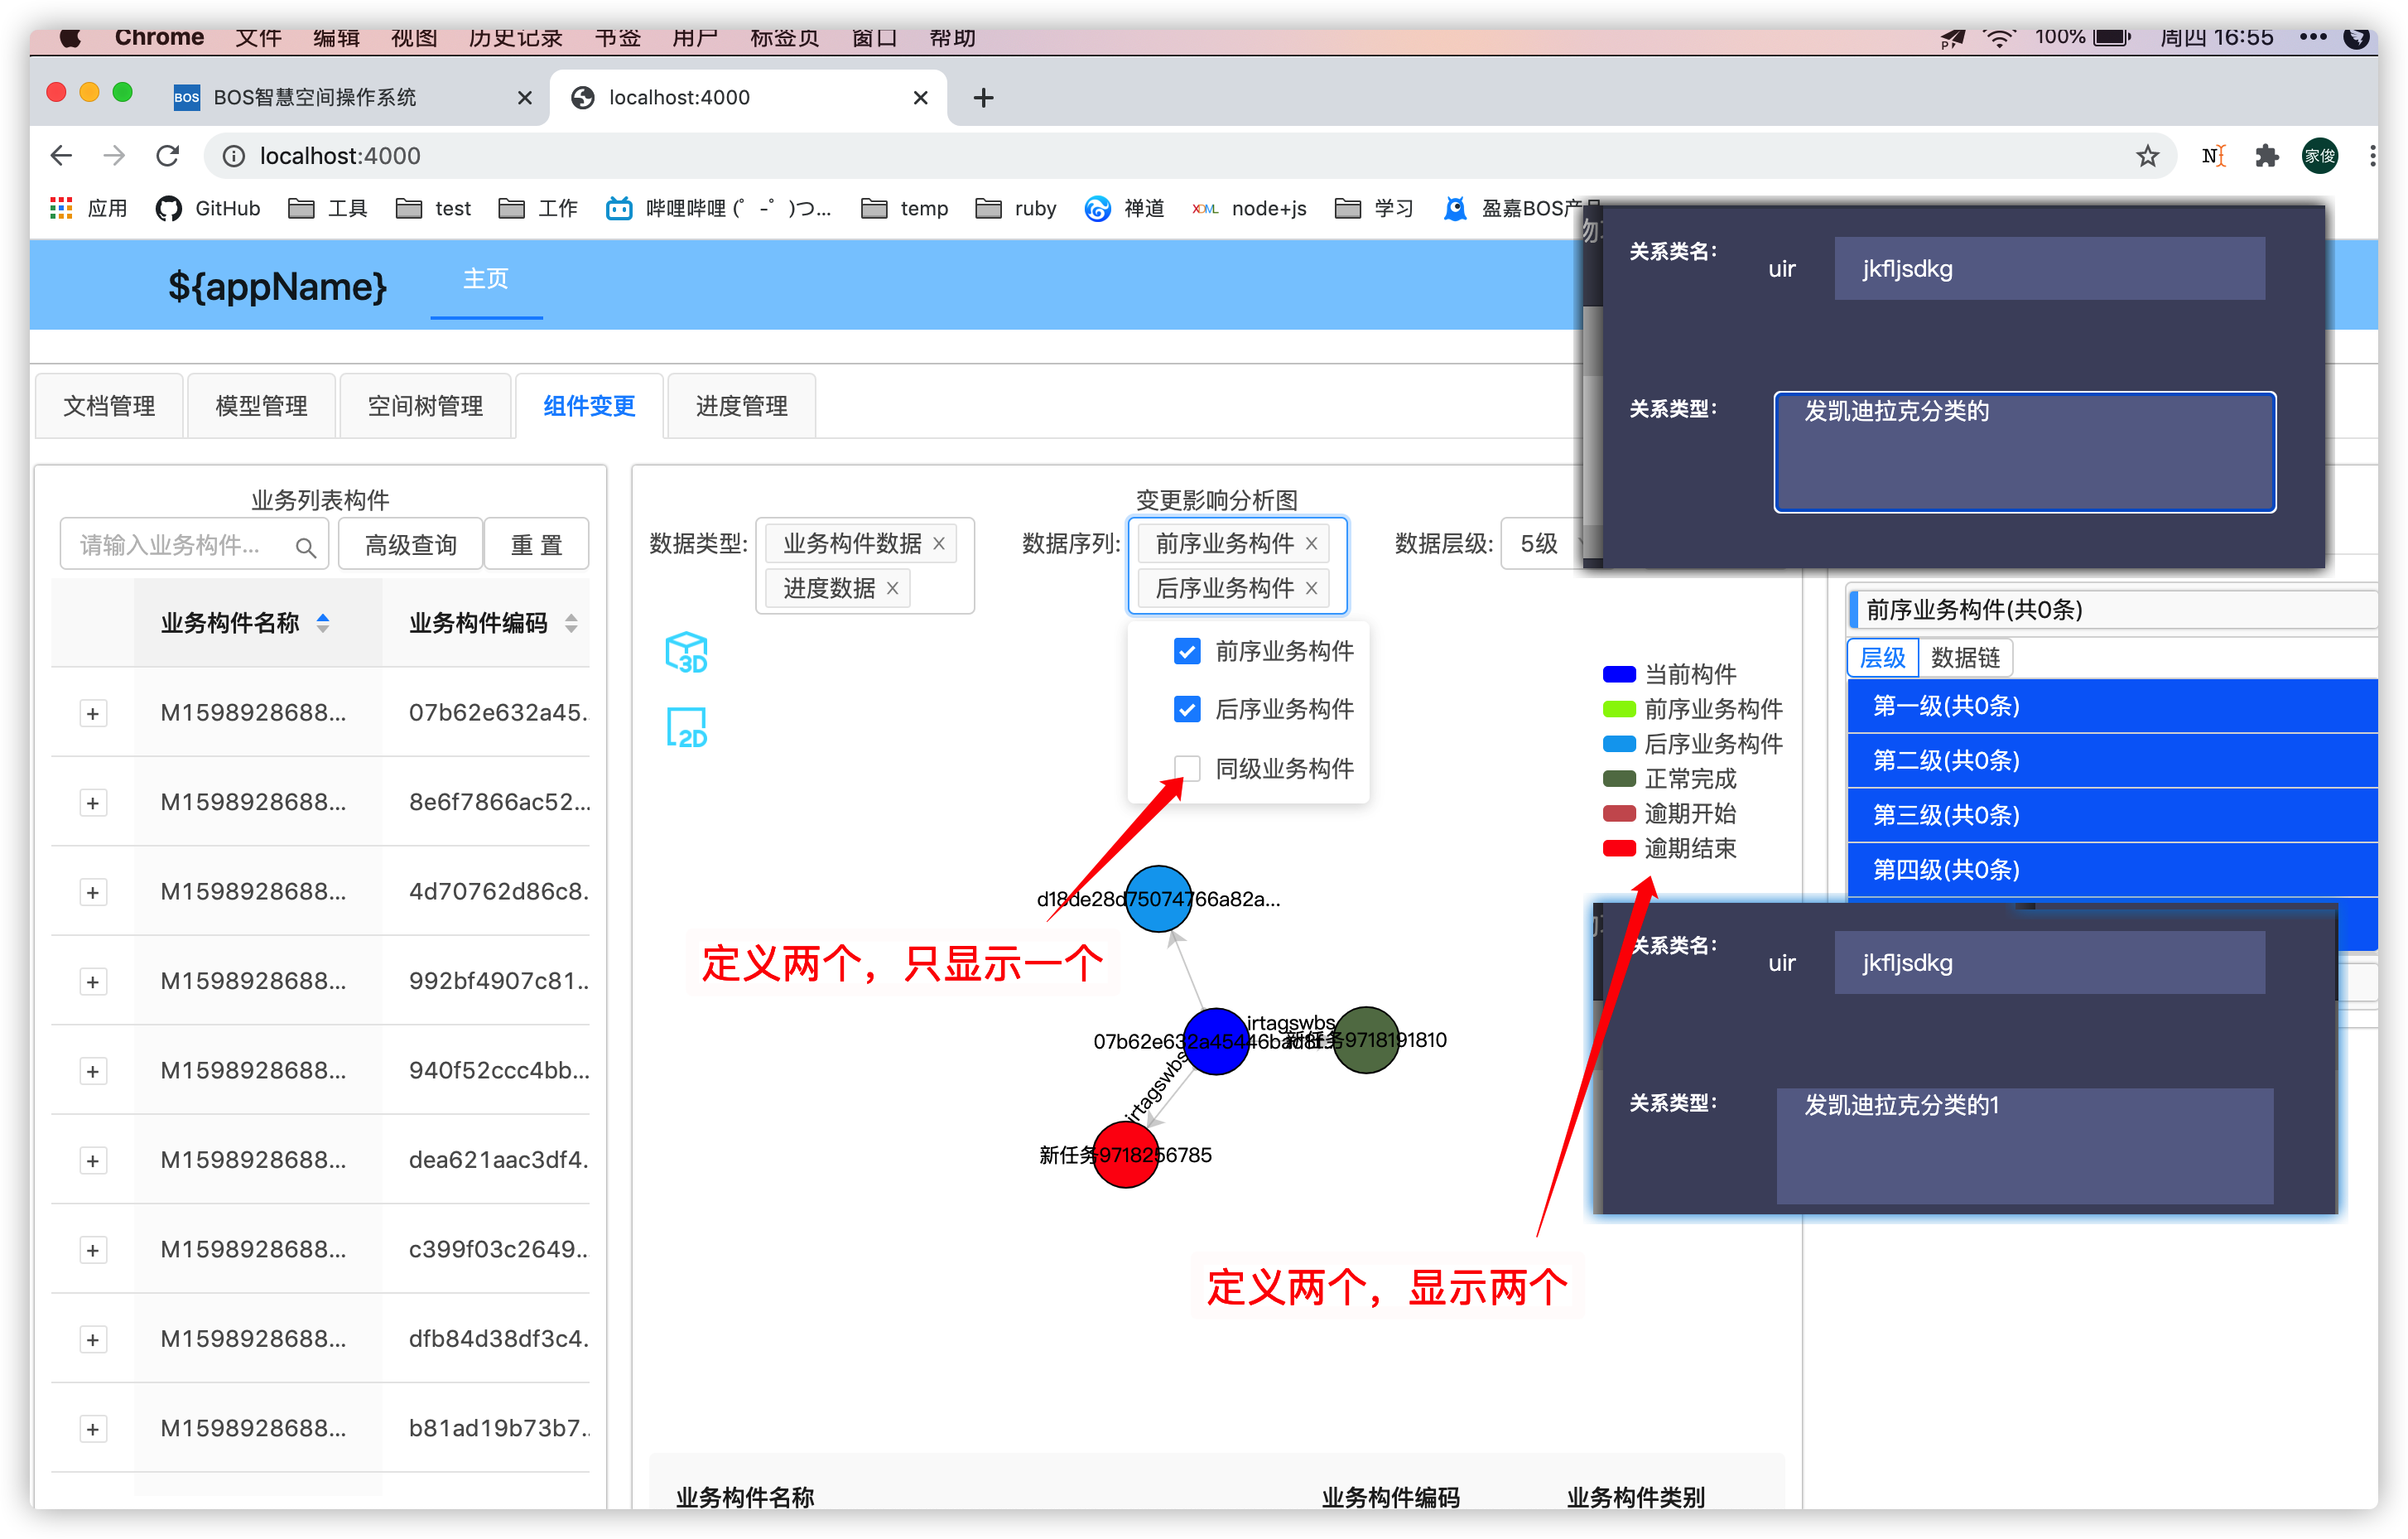 Chrome 文件 编辑 视图 历史记录 书签 用户 标签页 窗口 帮助 100% 周四 16:55
BOS BOS智慧空间操作系统 localhost:4000
localhost:4000 家俊
应用 GitHub 工具 test 工作 哔哩哔哩 (゜-゜)つ... temp ruby 禅道 node+js 学习 盈嘉BOS产品
${appName} 主页
文档管理 模型管理 空间树管理 组件变更 进度管理
业务列表构件
请输入业务构件... 高级查询 重 置
业务构件名称 业务构件编码
M1598928688... 07b62e632a45.
M1598928688... 8e6f7866ac52...
M1598928688... 4d70762d86c8.
M1598928688... 992bf4907c81..
M1598928688... 940f52ccc4bb...
M1598928688... dea621aac3df4.
M1598928688... c399f03c2649..
M1598928688... dfb84d38df3c4.
M1598928688... b81ad19b73b7.
变更影响分析图
数据类型: 业务构件数据 × 进度数据 ×
数据序列: 前序业务构件 × 后序业务构件 ×
数据层级: 5级
前序业务构件
后序业务构件
同级业务构件
3D
2D
当前构件
前序业务构件
后序业务构件
正常完成
逾期开始
逾期结束
d18de28d75074766a82a...
定义两个，只显示一个
irtagswbs
新任务9718191810
irtagswbs
新任务9718256785
定义两个，显示两个
业务构件名称 业务构件编码 业务构件类别
关系类名： uir jkfljsdkg
关系类型： 发凯迪拉克分类的
前序业务构件(共0条)
层级 数据链
第一级(共0条)
第二级(共0条)
第三级(共0条)
第四级(共0条)
关系类名： uir jkfljsdkg
关系类型： 发凯迪拉克分类的1